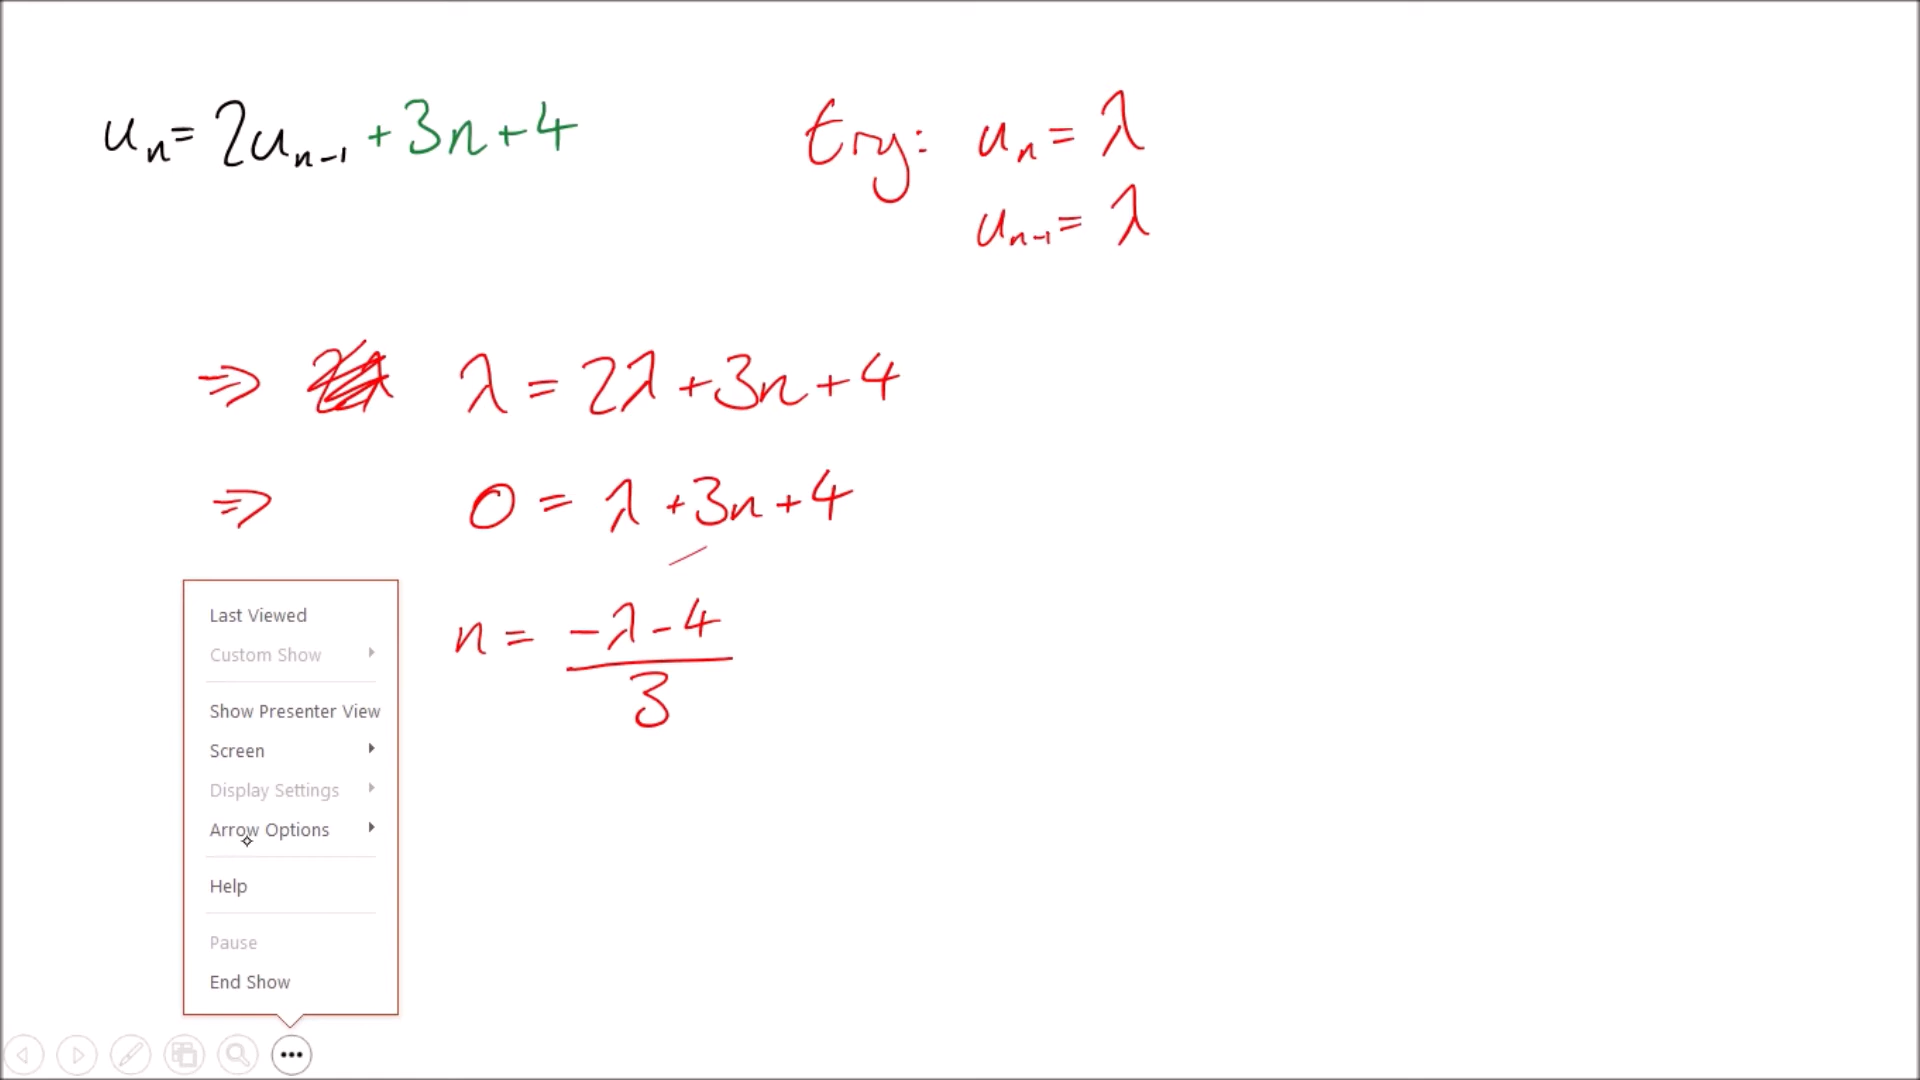 uₙ = 2uₙ₋₁ + 3n + 4
try: uₙ = λ
uₙ₋₁ = λ
⇒ λ = 2λ + 3n + 4
⇒ 0 = λ + 3n + 4
n = (-λ - 4)/3
Last Viewed
Custom Show
Show Presenter View
Screen
Display Settings
Arrow Options
Help
Pause
End Show